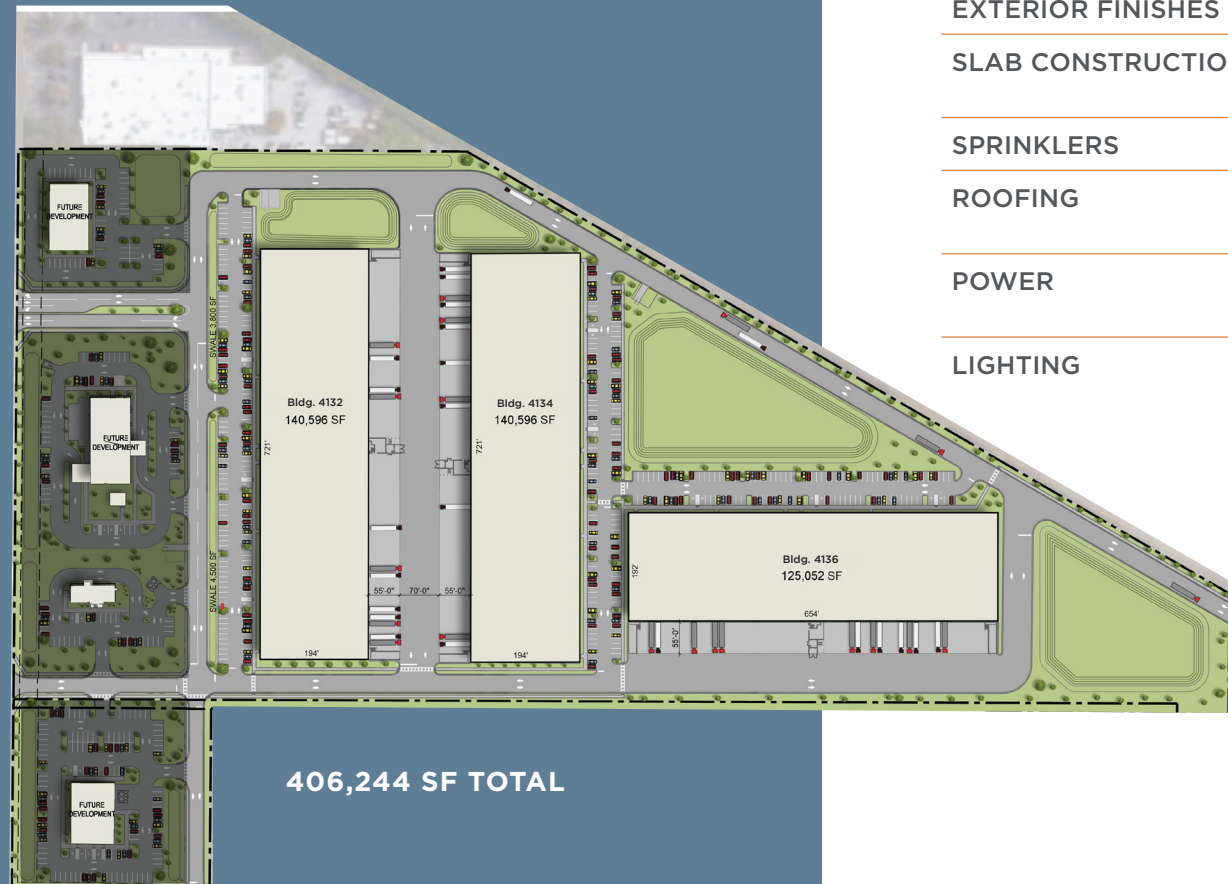 EXTERIOR FINISHES
SLAB CONSTRUCTIO
SPRINKLERS
ROOFING
POWER
LIGHTING
FUTURE
DEVELOPMENT
SWALE 3,800 SF
Bldg. 4132
140,596 SF
721'
194'
Bldg. 4134
140,596 SF
721'
194'
FUTURE
DEVELOPMENT
SWALE 4,500 SF
55'-0" 70'-0" 55'-0"
Bldg. 4136
125,052 SF
192'
654'
55'-0"
FUTURE
DEVELOPMENT
406,244 SF TOTAL